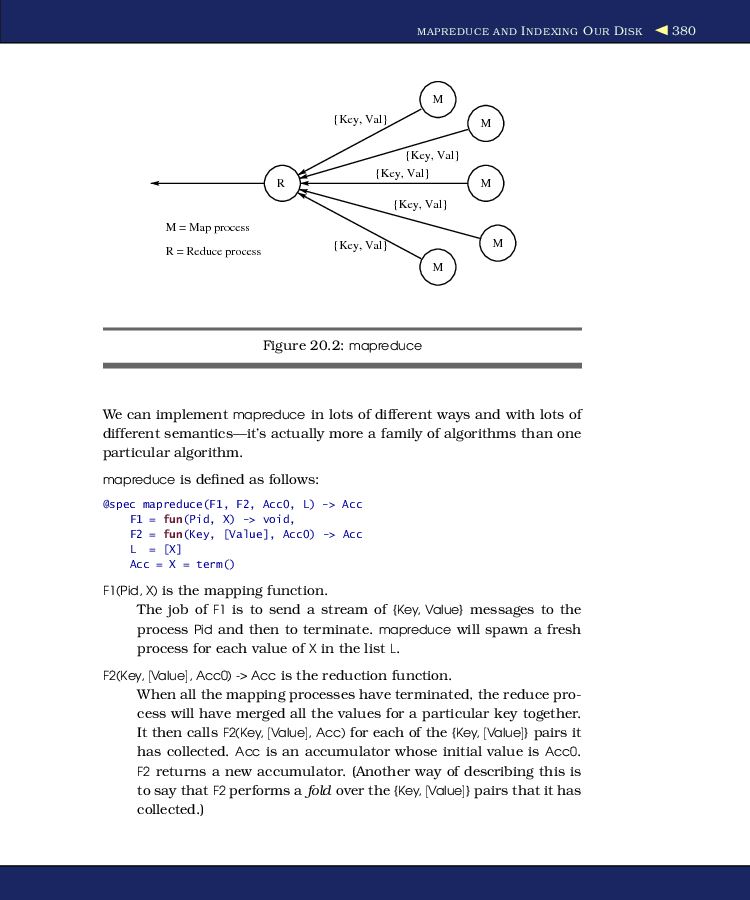 MAPREDUCE AND INDEXING OUR DISK ◀ 380
M
{Key, Val}
M
{Key, Val}
{Key, Val}
R
M
{Key, Val}
M = Map process
M
R = Reduce process
{Key, Val}
M
Figure 20.2: mapreduce
We can implement mapreduce in lots of different ways and with lots of
different semantics—it’s actually more a family of algorithms than one
particular algorithm.
mapreduce is defined as follows:
@spec mapreduce(F1, F2, Acc0, L) -> Acc
F1 = fun(Pid, X) -> void,
F2 = fun(Key, [Value], Acc0) -> Acc
L = [X]
Acc = X = term()
F1(Pid, X) is the mapping function.
The job of F1 is to send a stream of {Key, Value} messages to the
process Pid and then to terminate. mapreduce will spawn a fresh
process for each value of X in the list L.
F2(Key, [Value], Acc0) -> Acc is the reduction function.
When all the mapping processes have terminated, the reduce pro-
cess will have merged all the values for a particular key together.
It then calls F2(Key, [Value], Acc) for each of the {Key, [Value]} pairs it
has collected. Acc is an accumulator whose initial value is Acc0.
F2 returns a new accumulator. (Another way of describing this is
to say that F2 performs a fold over the {Key, [Value]} pairs that it has
collected.)